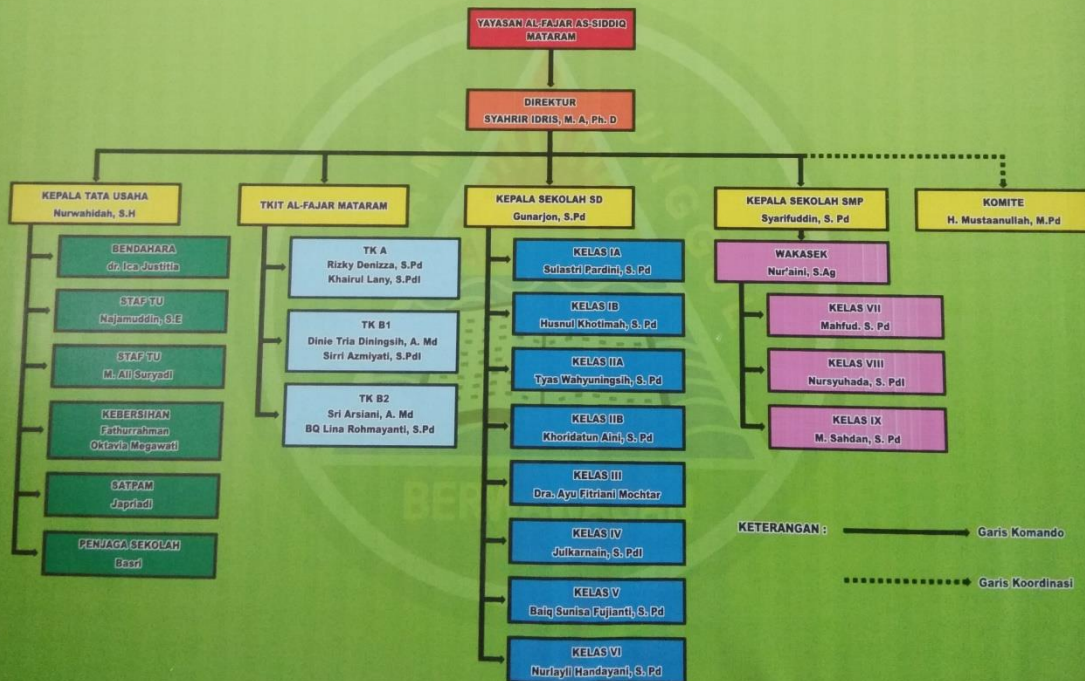 YAYASAN AL-FAJAR AS-SIDDIQ
MATARAM
DIREKTUR
SYAHRIR IDRIS, M. A, Ph. D
KEPALA TATA USAHA
Nurwahidah, S.H
BENDAHARA
dr. Ica Justitia
STAF TU
Najamuddin, S.E
STAF TU
M. Ali Suryadi
KEBERSIHAN
Fathurrahman
Oktavia Megawati
SATPAM
Japriadi
PENJAGA SEKOLAH
Basri
TKIT AL-FAJAR MATARAM
TK A
Rizky Denizza, S.Pd
Khairul Lany, S.PdI
TK B1
Dinie Tria Diningsih, A. Md
Sirri Azmiyati, S.PdI
TK B2
Sri Arsiani, A. Md
BQ Lina Rohmayanti, S.Pd
KEPALA SEKOLAH SD
Gunarjon, S.Pd
KELAS IA
Sulastri Pardini, S. Pd
KELAS IB
Husnul Khotimah, S. Pd
KELAS IIA
Tyas Wahyuningsih, S. Pd
KELAS IIB
Khoridatun Aini, S. Pd
KELAS III
Dra. Ayu Fitriani Mochtar
KELAS IV
Julkarnain, S. PdI
KELAS V
Baiq Sunisa Fujianti, S. Pd
KELAS VI
Nurlayli Handayani, S. Pd
KEPALA SEKOLAH SMP
Syarifuddin, S. Pd
WAKASEK
Nur'aini, S.Ag
KELAS VII
Mahfud. S. Pd
KELAS VIII
Nursyuhada, S. PdI
KELAS IX
M. Sahdan, S. Pd
KOMITE
H. Mustaanullah, M.Pd
KETERANGAN :
Garis Komando
Garis Koordinasi